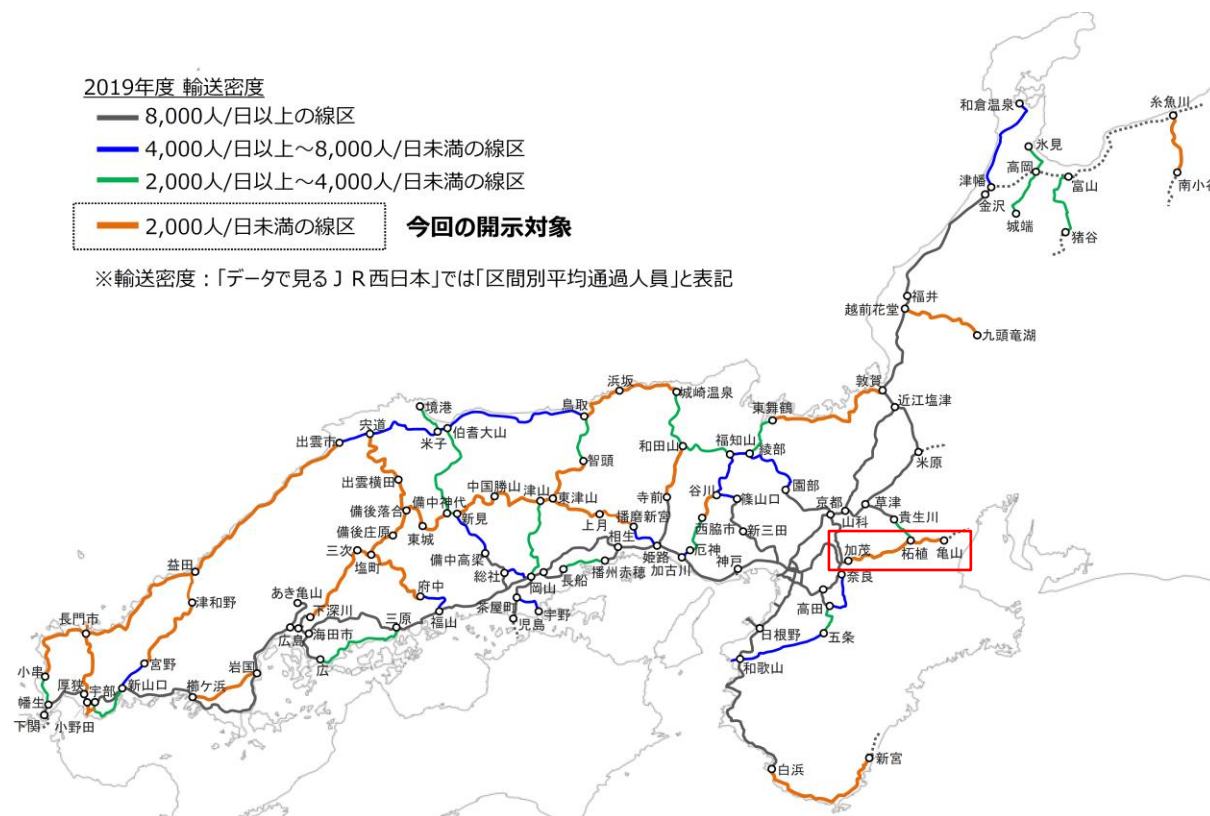 2019年度 輸送密度
8,000人/日以上の線区
4,000人/日以上～8,000人/日未満の線区
2,000人/日以上～4,000人/日未満の線区
2,000人/日未満の線区
今回の開示対象
※輸送密度：「データで見るＪＲ西日本」では「区間別平均通過人員」と表記
和倉温泉
糸魚川
氷見
高岡
津幡
富山
金沢
南小谷
城端
猪谷
福井
越前花堂
九頭竜湖
敦賀
近江塩津
浜坂
城崎温泉
東舞鶴
境港
鳥取
宍道
伯耆大山
出雲市
米子
和田山
福知山
綾部
米原
智頭
出雲横田
中国勝山
津山
東津山
寺前
谷川
篠山口
園部
京都
草津
備後落合
備中神代
新見
上月
播磨新宮
西脇市
新三田
山科
貴生川
備後庄原
東城
相生
三次
備中高梁
姫路
厄神
加茂
柘植
亀山
塩町
総社
岡山
長船
播州赤穂
加古川
神戸
奈良
益田
府中
あき亀山
下深川
茶屋町
高田
津和野
三原
福山
宇野
児島
長門市
広島
海田市
日根野
五条
広
和歌山
小串
宮野
岩国
厚狭
宇部
新山口
櫛ケ浜
幡生
下関
小野田
新宮
白浜